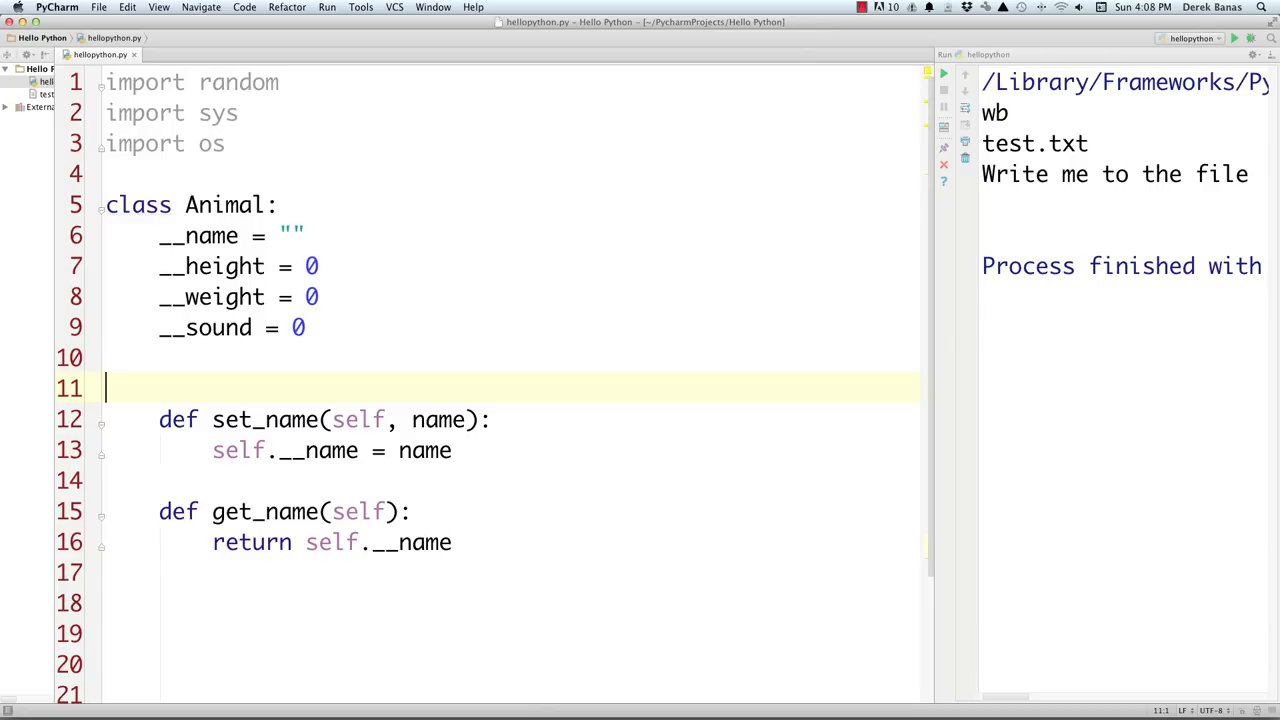 PyCharm File Edit View Navigate Code Refactor Run Tools VCS Window Help 10 Sun 4:08 PM Derek Banas
hellopython.py – Hello Python – [~/PycharmProjects/Hello Python]
Hello Python hellopython.py hellopython
hellopython.py Run hellopython
Hello P
hell
test
Extern
1 import random
2 import sys
3 import os
4
5 class Animal:
6 __name = ""
7 __height = 0
8 __weight = 0
9 __sound = 0
10
11
12 def set_name(self, name):
13 self.__name = name
14
15 def get_name(self):
16 return self.__name
17
18
19
20
21
/Library/Frameworks/Py
wb
test.txt
Write me to the file
Process finished with
11:1 LF UTF-8